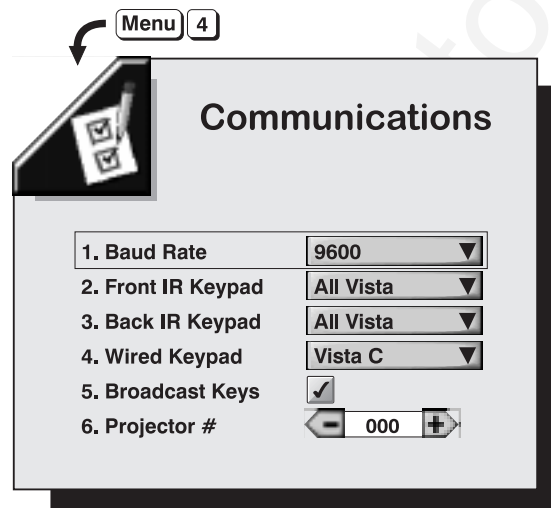 Menu 4
Communications
1. Baud Rate 9600
2. Front IR Keypad All Vista
3. Back IR Keypad All Vista
4. Wired Keypad Vista C
5. Broadcast Keys
6. Projector # 000